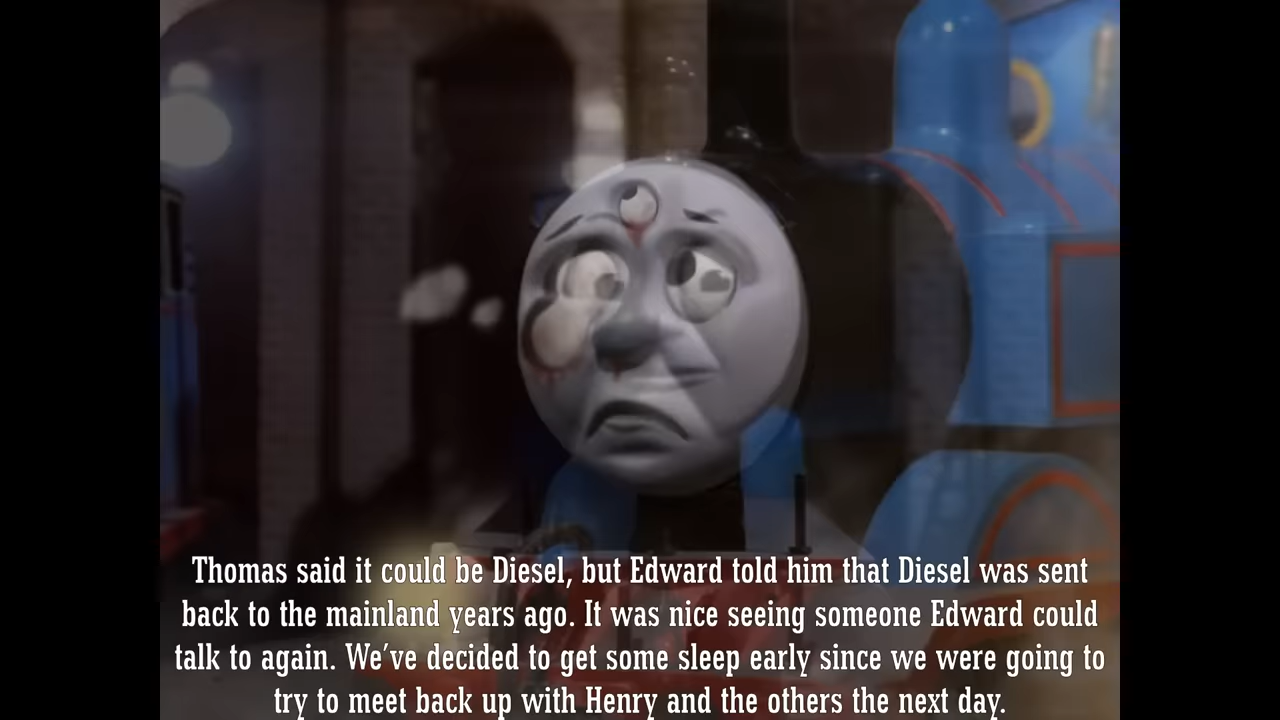 Thomas said it could be Diesel, but Edward told him that Diesel was sent
back to the mainland years ago. It was nice seeing someone Edward could
talk to again. We’ve decided to get some sleep early since we were going to
try to meet back up with Henry and the others the next day.